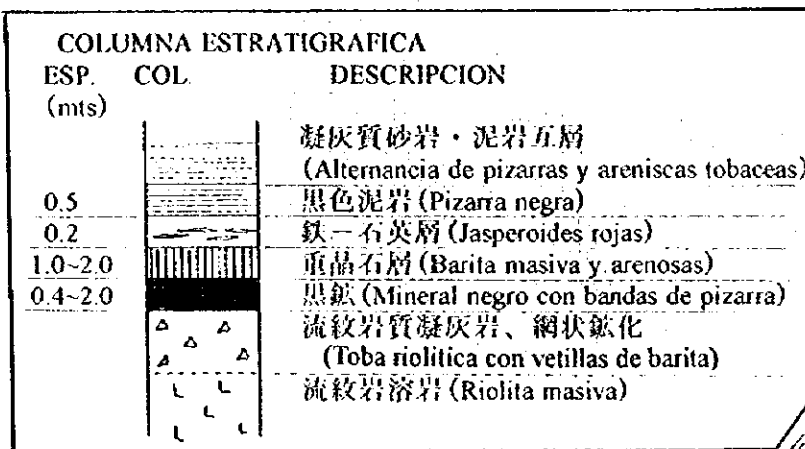 COLUMNA ESTRATIGRAFICA
ESP. COL. DESCRIPCION
(mts)
凝灰質砂岩・泥岩互層
(Alternancia de pizarras y areniscas tobaceas)
0.5 黒色泥岩(Pizarra negra)
0.2 鉄－石英層(Jasperoides rojas)
1.0~2.0 重晶石層(Barita masiva y arenosas)
0.4~2.0 黒鉱(Mineral negro con bandas de pizarra)
流紋岩質凝灰岩、網状鉱化
(Toba riolitica con vetillas de barita)
流紋岩溶岩(Riolita masiva)